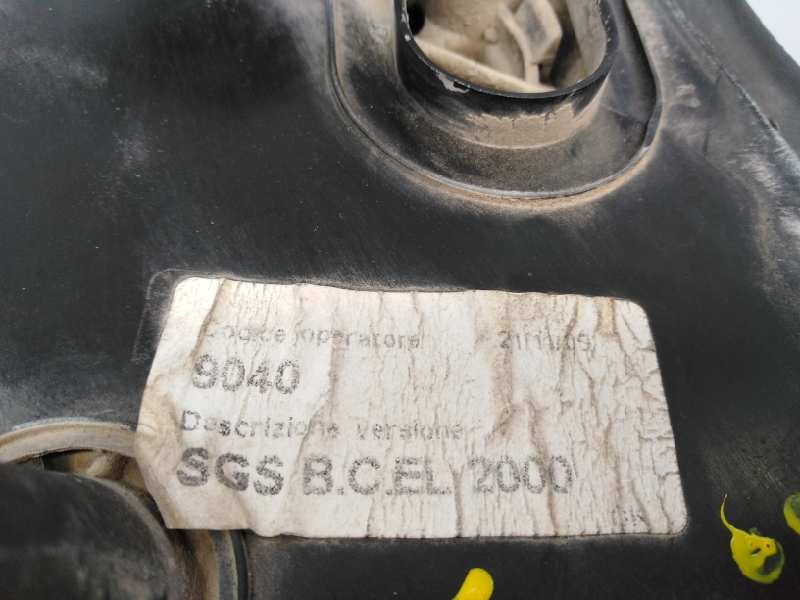 Codice operatore 21/11/05
9040
Descrizione versione
SGS B.C.EL 2000